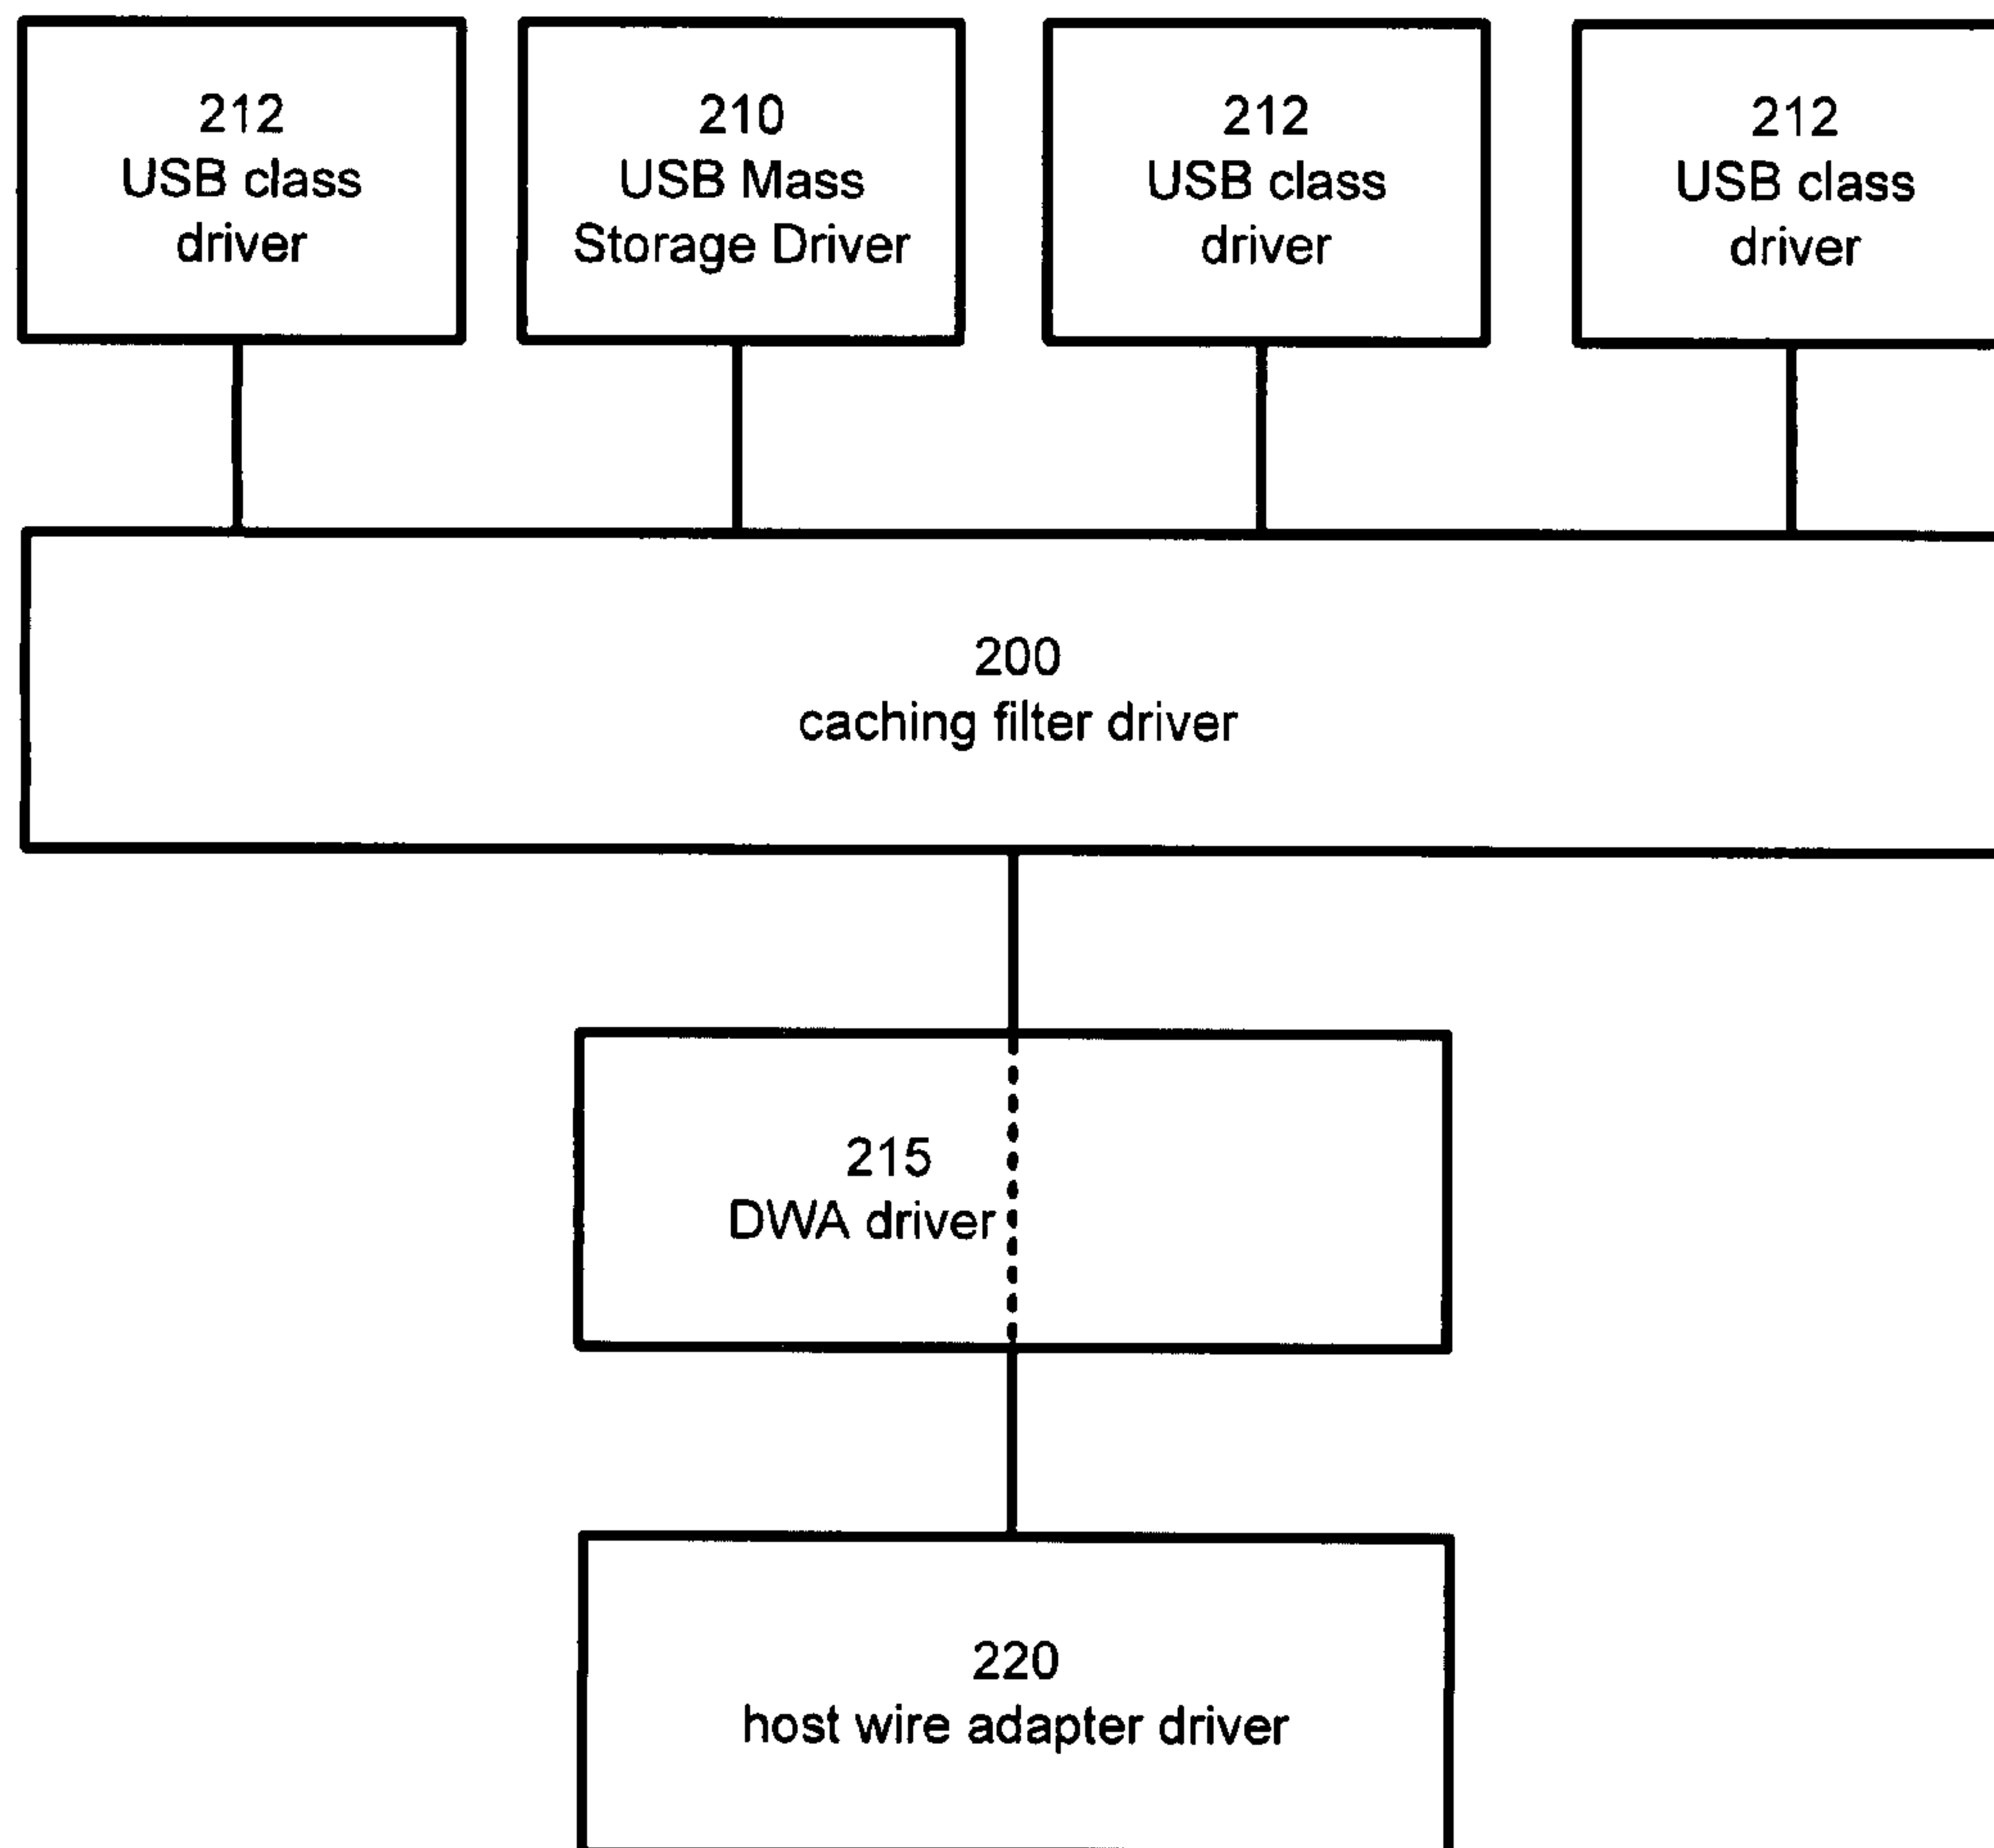 212
USB class
driver
210
USB Mass
Storage Driver
212
USB class
driver
212
USB class
driver
200
caching filter driver
215
DWA driver
220
host wire adapter driver